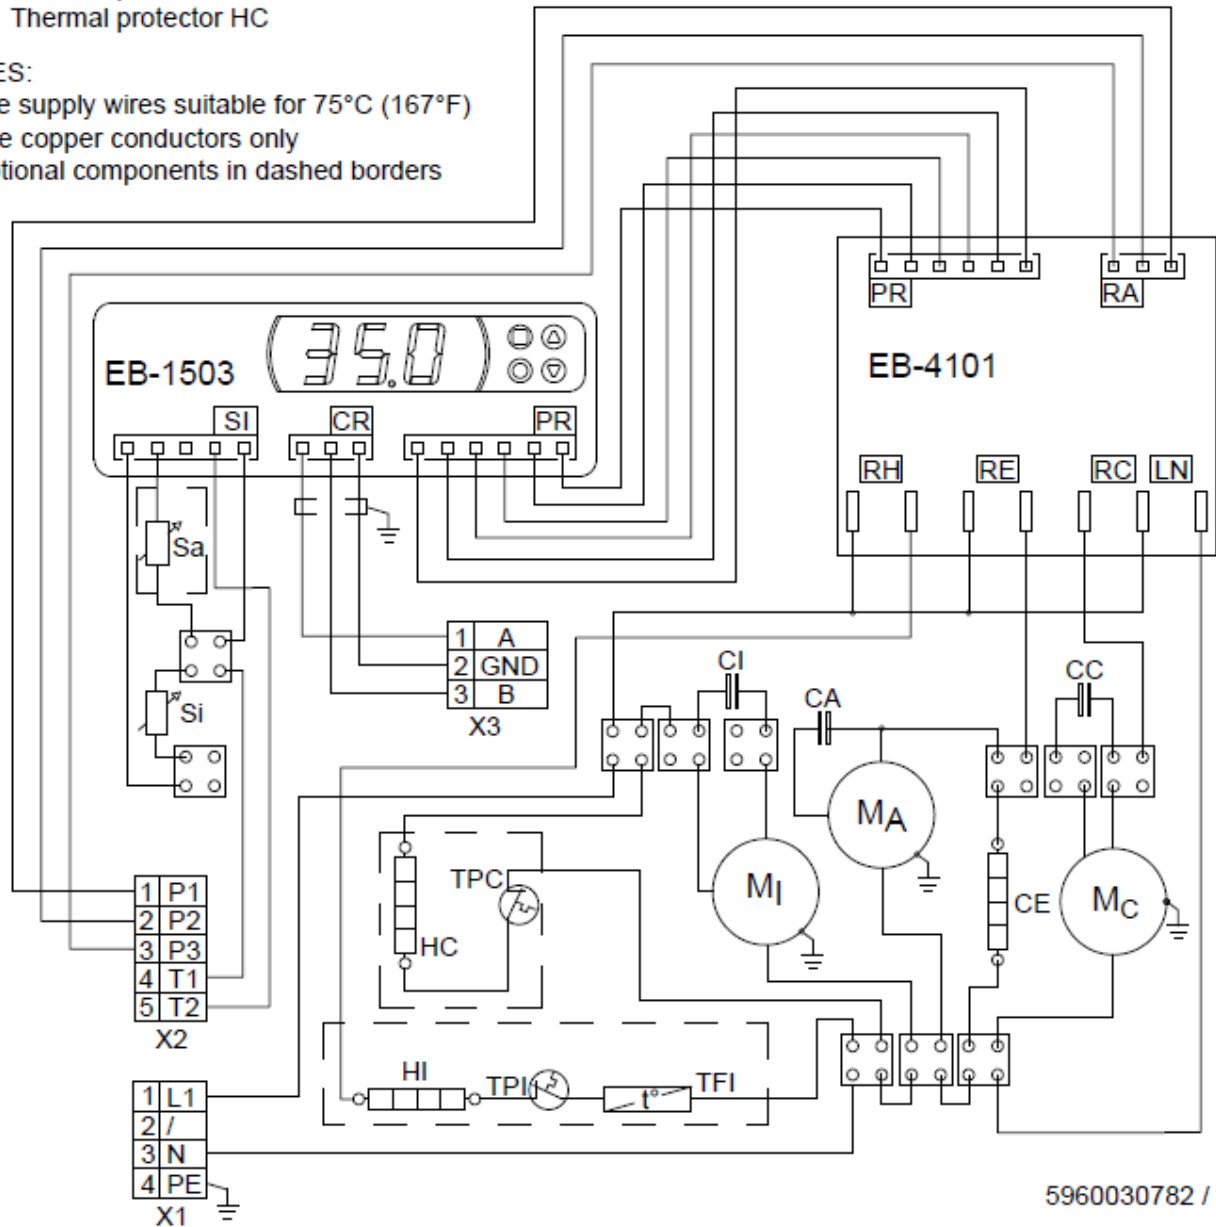 Thermal protector HC
ES:
e supply wires suitable for 75°C (167°F)
e copper conductors only
tional components in dashed borders
PR
RA
EB-4101
RH
RE
RC
LN
EB-1503
35.0
SI
CR
PR
Sa
Si
1 A
2 GND
3 B
X3
CI
CA
CC
MA
MI
MC
CE
TPC
HC
HI
TPI
t°
TFI
1 P1
2 P2
3 P3
4 T1
5 T2
X2
1 L1
2 /
3 N
4 PE
X1
5960030782 /